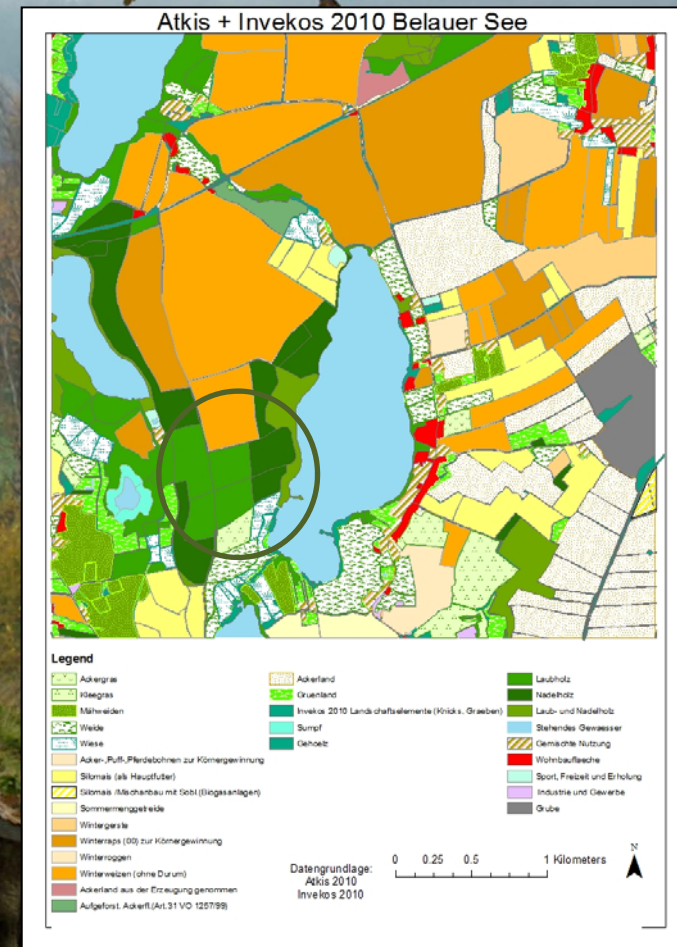 Atkis + Invekos 2010 Belauer See
Legend
Ackergras
Kleegras
Mähweiden
Weide
Wiese
Acker-,Puff-,Pferdebohnen zur Körnergewinnung
Silomais (als Hauptfutter)
Silomais /Mischanbau mit Sobl.(Biogasanlagen)
Sommermenggetreide
Wintergerste
Winterraps (00) zur Körnergewinnung
Winterroggen
Winterweizen (ohne Durum)
Ackerland aus der Erzeugung genommen
Aufgeforst. Ackerfl.(Art.31 VO 1257/99)
Ackerland
Gruenland
Invekos 2010 Landschaftselemente (Knicks, Graeben)
Sumpf
Gehoelz
Laubholz
Nadelholz
Laub- und Nadelholz
Stehendes Gewaesser
Gemischte Nutzung
Wohnbauflaeche
Sport, Freizeit und Erholung
Industrie und Gewerbe
Grube
Datengrundlage:
Atkis 2010
Invekos 2010
0 0.25 0.5 1 Kilometers
N